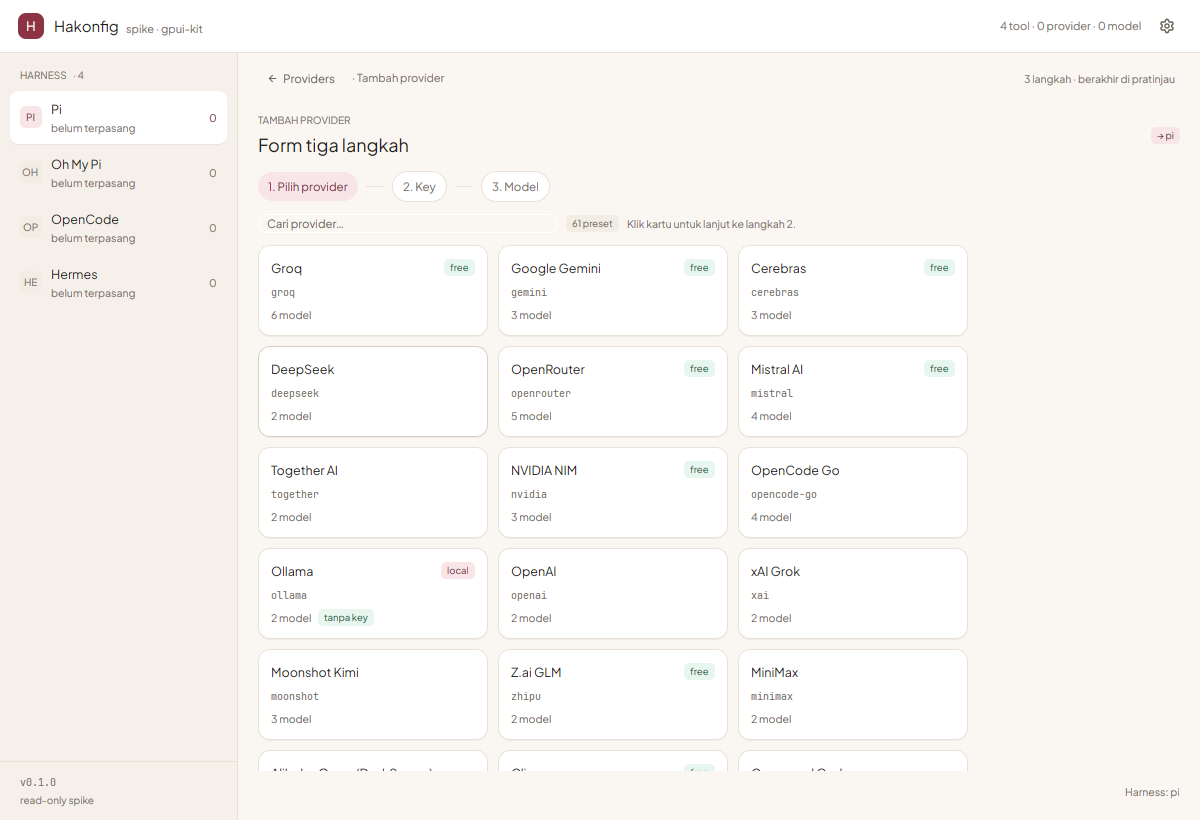 H Hakonfig spike · gpui-kit
4 tool · 0 provider · 0 model
HARNESS · 4
PI Pi belum terpasang 0
OH Oh My Pi belum terpasang 0
OP OpenCode belum terpasang 0
HE Hermes belum terpasang 0
v0.1.0
read-only spike
← Providers · Tambah provider
3 langkah · berakhir di pratinjau
TAMBAH PROVIDER
Form tiga langkah
→ pi
1. Pilih provider
2. Key
3. Model
Cari provider…
61 preset
Klik kartu untuk lanjut ke langkah 2.
Groq free
groq
6 model
Google Gemini free
gemini
3 model
Cerebras free
cerebras
3 model
DeepSeek
deepseek
2 model
OpenRouter free
openrouter
5 model
Mistral AI free
mistral
4 model
Together AI
together
2 model
NVIDIA NIM free
nvidia
3 model
OpenCode Go
opencode-go
4 model
Ollama local
ollama
2 model tanpa key
OpenAI
openai
2 model
xAI Grok
xai
2 model
Moonshot Kimi
moonshot
3 model
Z.ai GLM free
zhipu
2 model
MiniMax
minimax
2 model
Harness: pi